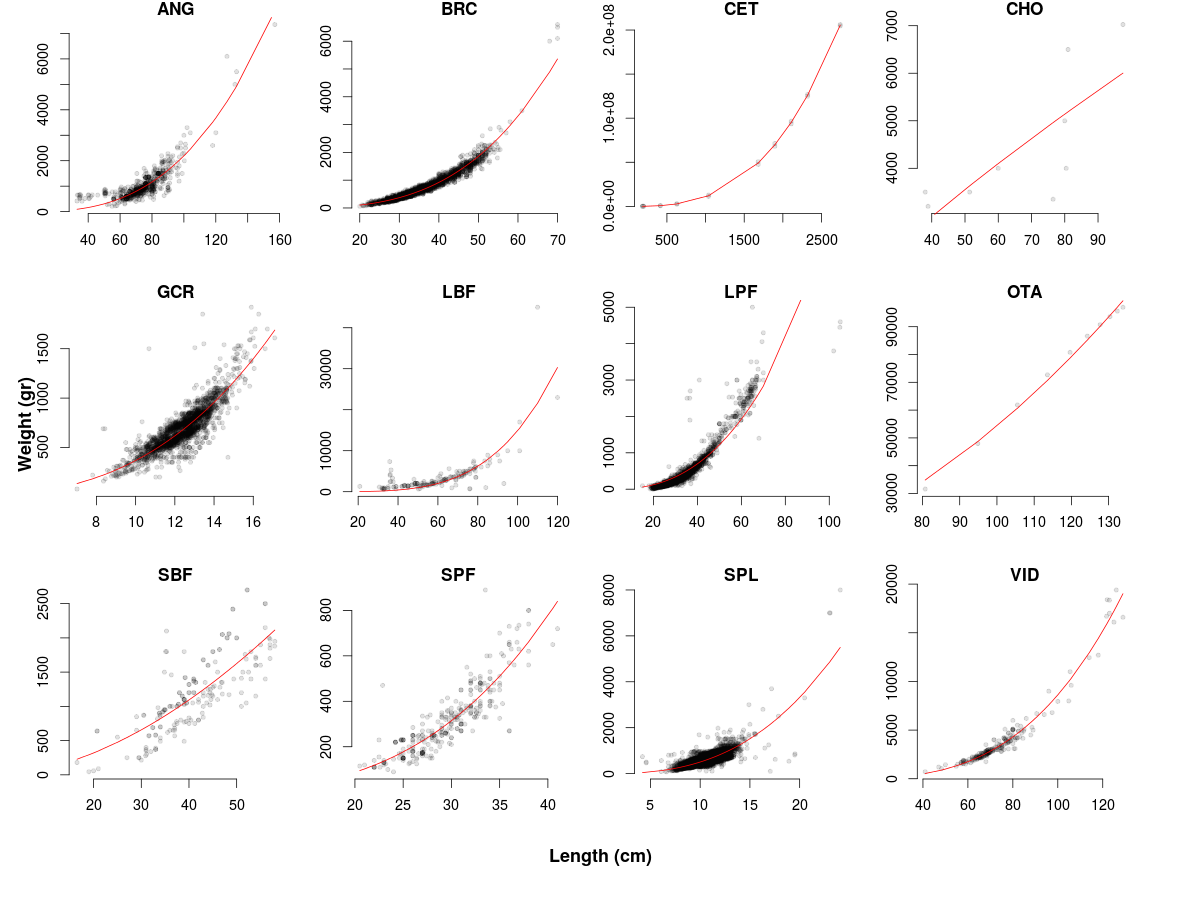 ANG
BRC
CET
CHO
0 2000 4000 6000
40 60 80 120 160
0 2000 4000 6000
20 30 40 50 60 70
0.0e+00 1.0e+08 2.0e+08
500 1500 2500
4000 5000 6000 7000
40 50 60 70 80 90
GCR
LBF
LPF
OTA
Weight (gr)
500 1000 1500
8 10 12 14 16
0 10000 30000
20 40 60 80 100 120
0 1000 3000 5000
20 40 60 80 100
30000 50000 70000 90000
80 90 100 110 120 130
SBF
SPF
SPL
VID
0 500 1500 2500
20 30 40 50
200 400 600 800
20 25 30 35 40
0 2000 4000 6000 8000
5 10 15 20
0 5000 10000 20000
40 60 80 100 120
Length (cm)